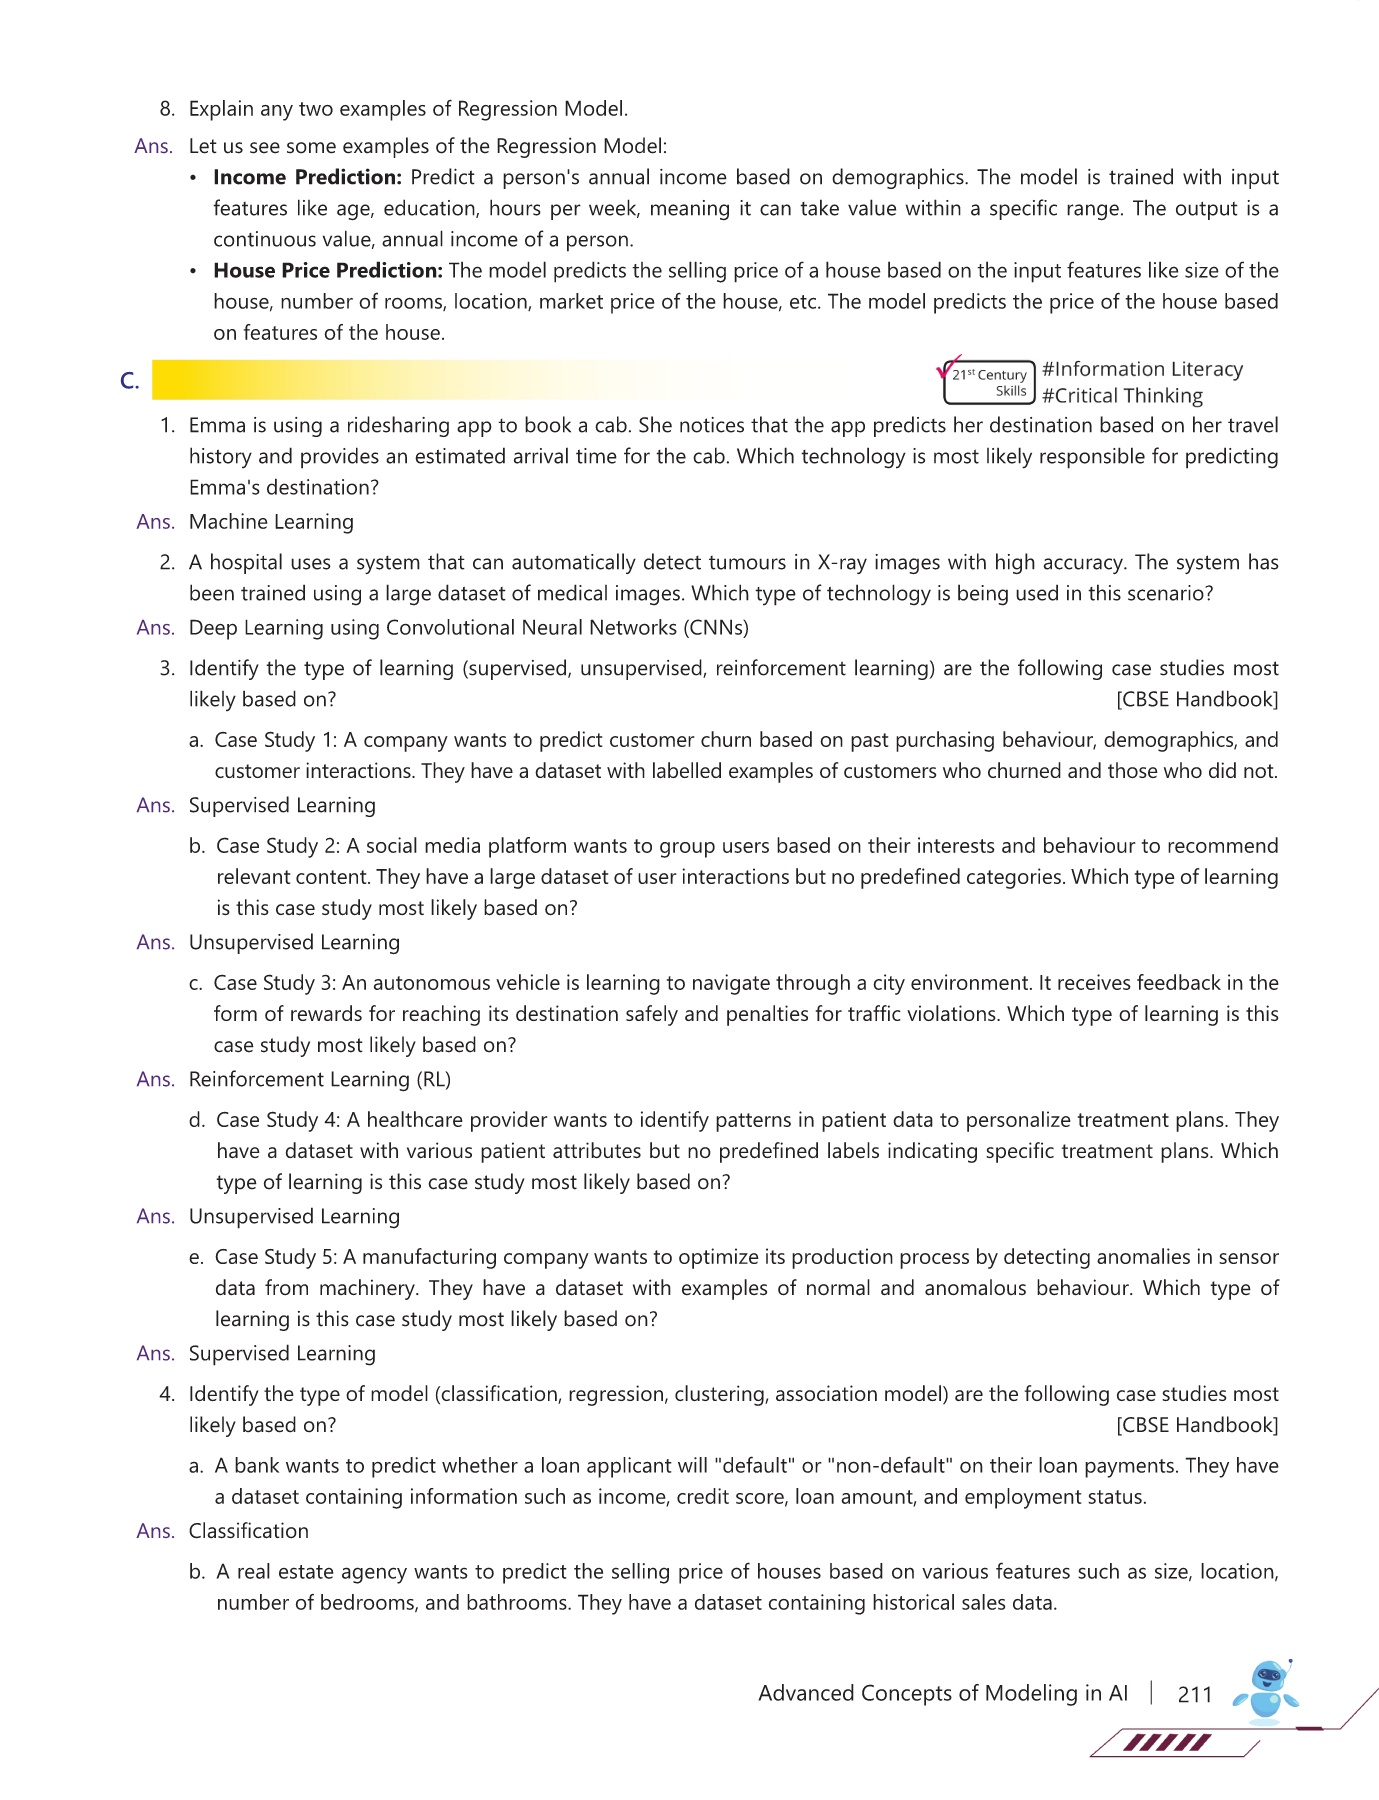 8. Explain any two examples of Regression Model.
Ans. Let us see some examples of the Regression Model:
• Income Prediction: Predict a person's annual income based on demographics. The model is trained with input
features like age, education, hours per week, meaning it can take value within a specific range. The output is a
continuous value, annual income of a person.
• House Price Prediction: The model predicts the selling price of a house based on the input features like size of the
house, number of rooms, location, market price of the house, etc. The model predicts the price of the house based
on features of the house.
C.
21st Century
Skills
#Information Literacy
#Critical Thinking
1. Emma is using a ridesharing app to book a cab. She notices that the app predicts her destination based on her travel
history and provides an estimated arrival time for the cab. Which technology is most likely responsible for predicting
Emma's destination?
Ans. Machine Learning
2. A hospital uses a system that can automatically detect tumours in X-ray images with high accuracy. The system has
been trained using a large dataset of medical images. Which type of technology is being used in this scenario?
Ans. Deep Learning using Convolutional Neural Networks (CNNs)
3. Identify the type of learning (supervised, unsupervised, reinforcement learning) are the following case studies most
likely based on? [CBSE Handbook]
a. Case Study 1: A company wants to predict customer churn based on past purchasing behaviour, demographics, and
customer interactions. They have a dataset with labelled examples of customers who churned and those who did not.
Ans. Supervised Learning
b. Case Study 2: A social media platform wants to group users based on their interests and behaviour to recommend
relevant content. They have a large dataset of user interactions but no predefined categories. Which type of learning
is this case study most likely based on?
Ans. Unsupervised Learning
c. Case Study 3: An autonomous vehicle is learning to navigate through a city environment. It receives feedback in the
form of rewards for reaching its destination safely and penalties for traffic violations. Which type of learning is this
case study most likely based on?
Ans. Reinforcement Learning (RL)
d. Case Study 4: A healthcare provider wants to identify patterns in patient data to personalize treatment plans. They
have a dataset with various patient attributes but no predefined labels indicating specific treatment plans. Which
type of learning is this case study most likely based on?
Ans. Unsupervised Learning
e. Case Study 5: A manufacturing company wants to optimize its production process by detecting anomalies in sensor
data from machinery. They have a dataset with examples of normal and anomalous behaviour. Which type of
learning is this case study most likely based on?
Ans. Supervised Learning
4. Identify the type of model (classification, regression, clustering, association model) are the following case studies most
likely based on? [CBSE Handbook]
a. A bank wants to predict whether a loan applicant will "default" or "non-default" on their loan payments. They have
a dataset containing information such as income, credit score, loan amount, and employment status.
Ans. Classification
b. A real estate agency wants to predict the selling price of houses based on various features such as size, location,
number of bedrooms, and bathrooms. They have a dataset containing historical sales data.
Advanced Concepts of Modeling in AI 211